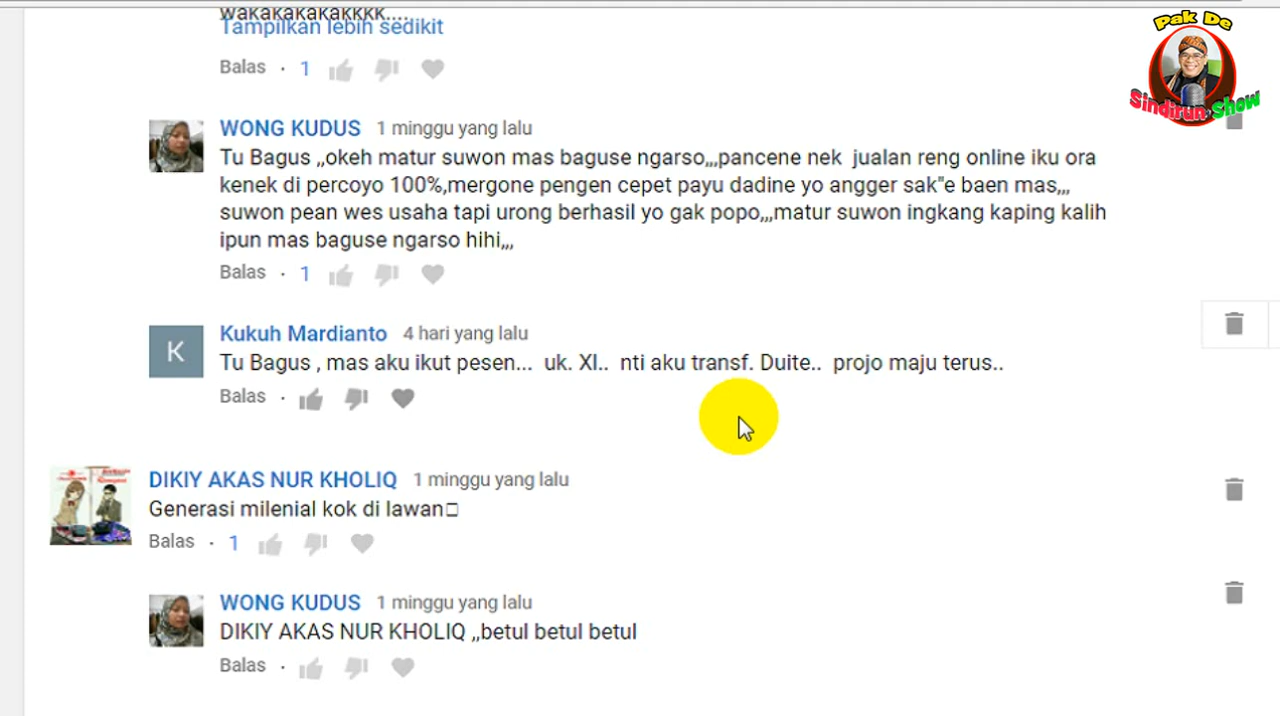 wakakakakakkkk....
Tampilkan lebih sedikit
Balas · 1
WONG KUDUS 1 minggu yang lalu
Tu Bagus ,,okeh matur suwon mas baguse ngarso,,,pancene nek jualan reng online iku ora
kenek di percoyo 100%,mergone pengen cepet payu dadine yo angger sak"e baen mas,,,
suwon pean wes usaha tapi urong berhasil yo gak popo,,,matur suwon ingkang kaping kalih
ipun mas baguse ngarso hihi,,,
Balas · 1
K
Kukuh Mardianto 4 hari yang lalu
Tu Bagus , mas aku ikut pesen... uk. Xl.. nti aku transf. Duite.. projo maju terus..
Balas ·
DIKIY AKAS NUR KHOLIQ 1 minggu yang lalu
Generasi milenial kok di lawan
Balas · 1
WONG KUDUS 1 minggu yang lalu
DIKIY AKAS NUR KHOLIQ ,,betul betul betul
Balas ·
Pak De
Sindirun Show